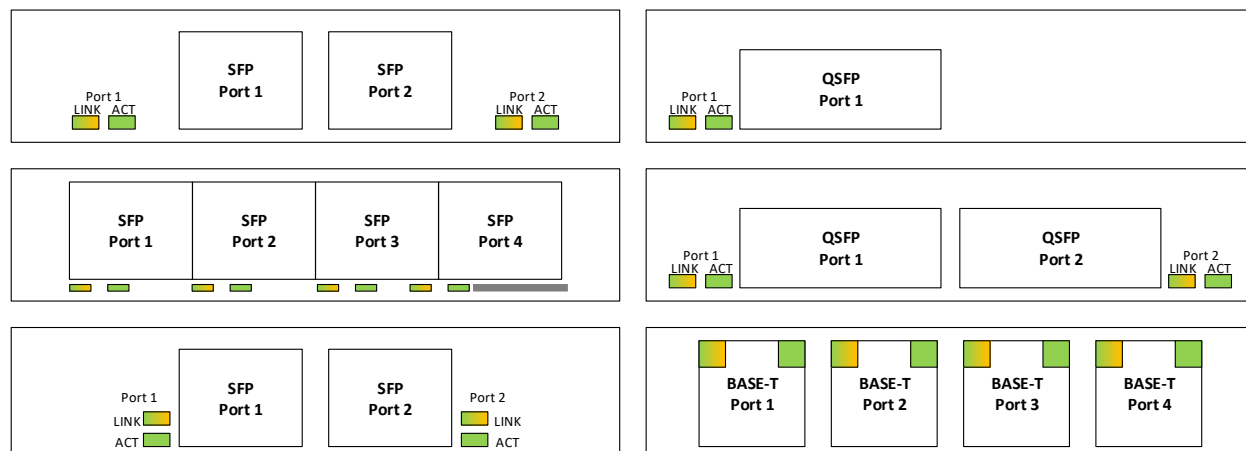 SFP
Port 1
SFP
Port 2
Port 1
LINK ACT
Port 2
LINK ACT
QSFP
Port 1
Port 1
LINK ACT
SFP
Port 1
SFP
Port 2
SFP
Port 3
SFP
Port 4
QSFP
Port 1
QSFP
Port 2
Port 1
LINK ACT
Port 2
LINK ACT
SFP
Port 1
SFP
Port 2
Port 1
LINK
ACT
Port 2
LINK
ACT
BASE-T
Port 1
BASE-T
Port 2
BASE-T
Port 3
BASE-T
Port 4